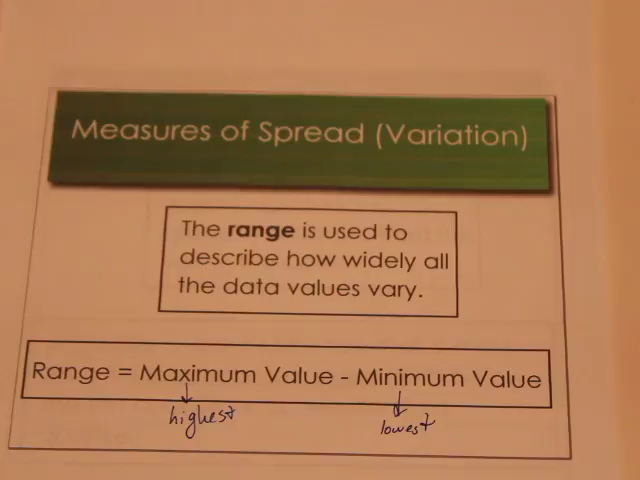 Measures of Spread (Variation)
The range is used to
describe how widely all
the data values vary.
Range = Maximum Value - Minimum Value
highest lowest